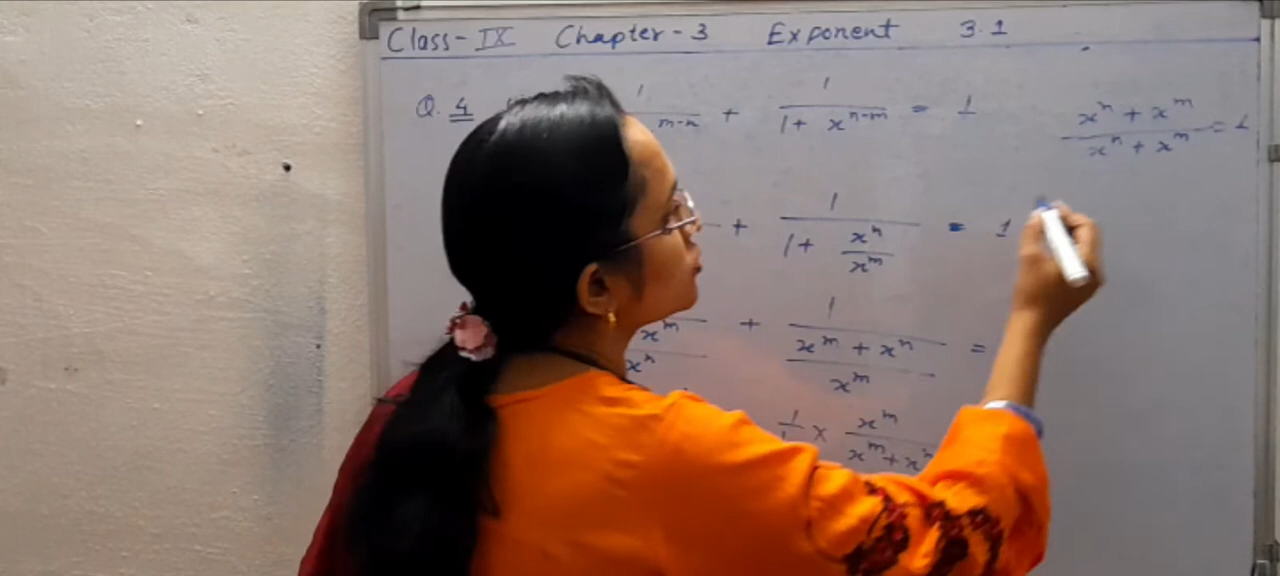 Class-IX Chapter-3 Exponent 3.1
Q. 4 1 / m-n + 1 / 1 + x^{n-m} = 1
x^n + x^m / x^n + x^m = 1
+ 1 / 1 + x^n / x^m = 1
x^m / x^n + 1 / x^m + x^n / x^m =
1 × x^m / x^m + x^n